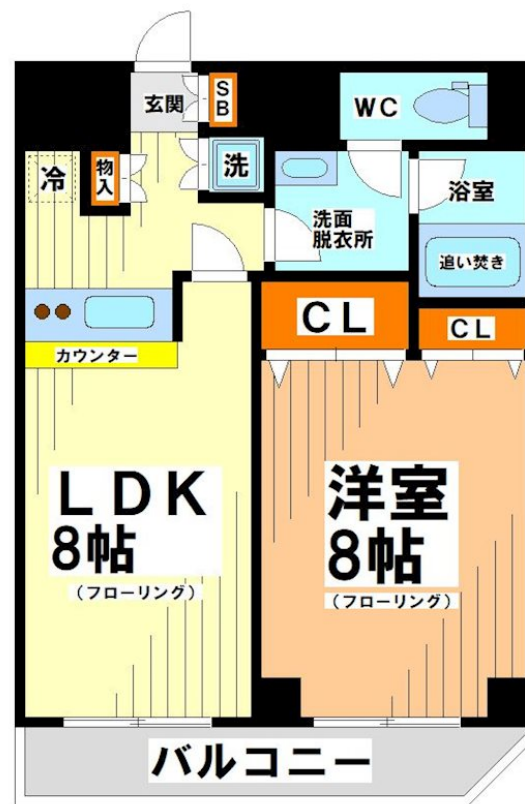 玄関
SB
WC
冷
物入
洗
洗面
脱衣所
浴室
追い焚き
CL
CL
カウンター
LDK
8帖
(フローリング)
洋室
8帖
(フローリング)
バルコニー